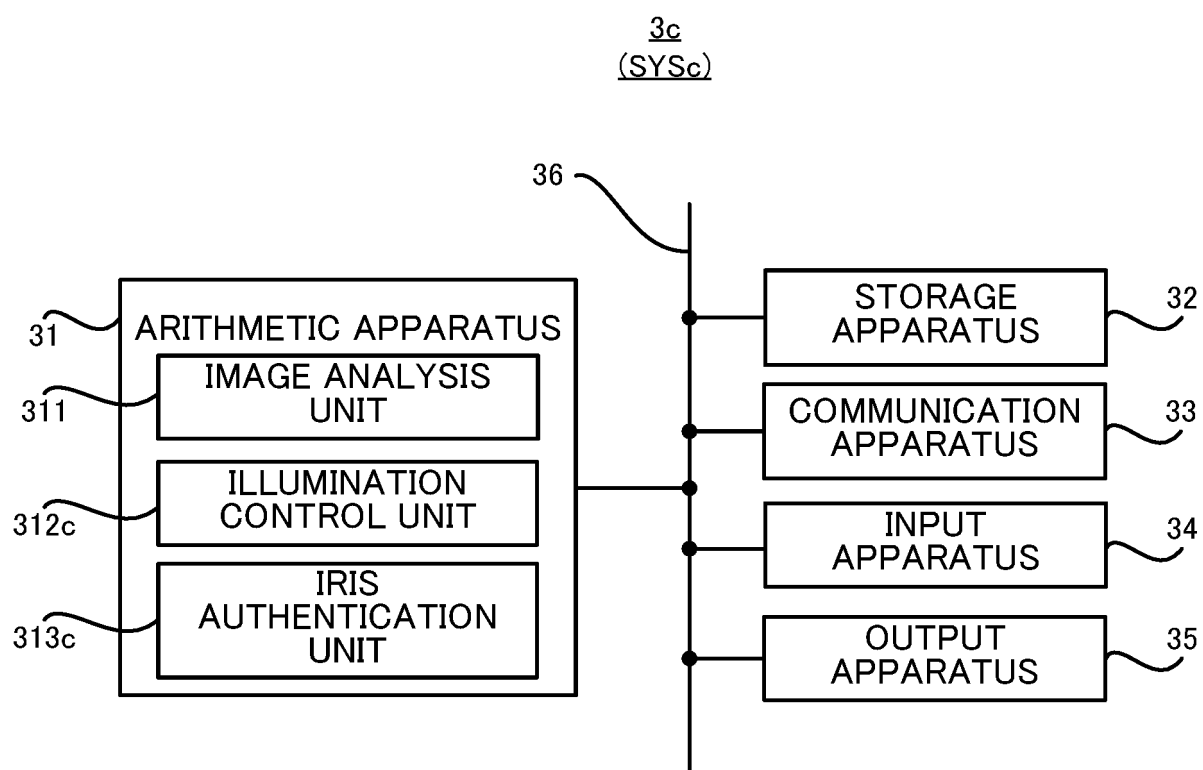 3c
(SYSc)
36
31
ARITHMETIC APPARATUS
311
IMAGE ANALYSIS
UNIT
312c
ILLUMINATION
CONTROL UNIT
313c
IRIS
AUTHENTICATION
UNIT
STORAGE
APPARATUS
32
COMMUNICATION
APPARATUS
33
INPUT
APPARATUS
34
OUTPUT
APPARATUS
35